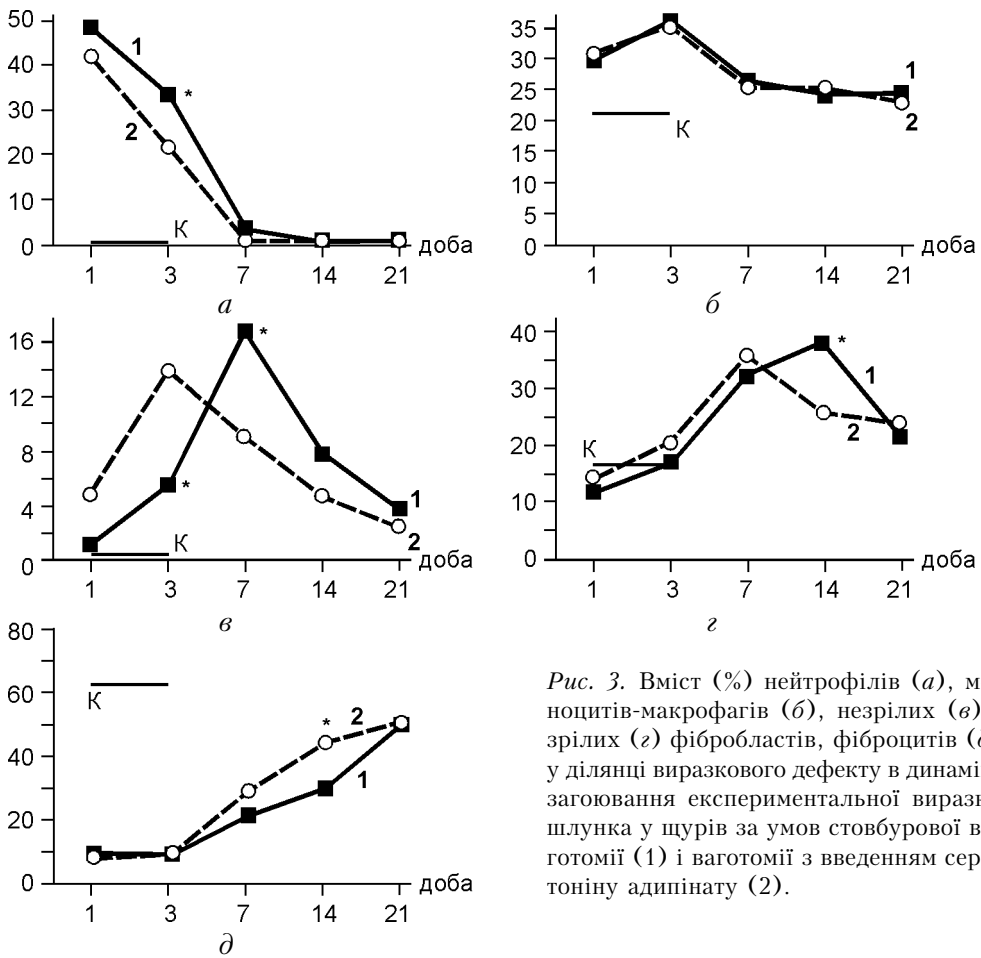 50
40
30
20
10
0
1
*
2
К
доба
1 3 7 14 21
а
35
30
25
20
15
10
5
0
1
2
К
доба
1 3 7 14 21
б
16
12
8
4
0
*
*
1
2
К
доба
1 3 7 14 21
в
40
30
20
10
0
*
1
2
К
доба
1 3 7 14 21
г
80
60
40
20
0
К
*
2
1
доба
1 3 7 14 21
д
Рис. 3. Вміст (%) нейтрофілів (а), м
ноцитів-макрофагів (б), незрілих (в)
зрілих (г) фібробластів, фіброцитів
у ділянці виразкового дефекту в динамі
загоювання експериментальної вираз
шлунка у щурів за умов стовбурової в
готомії (1) і ваготомії з введенням сер
тоніну адипінату (2).